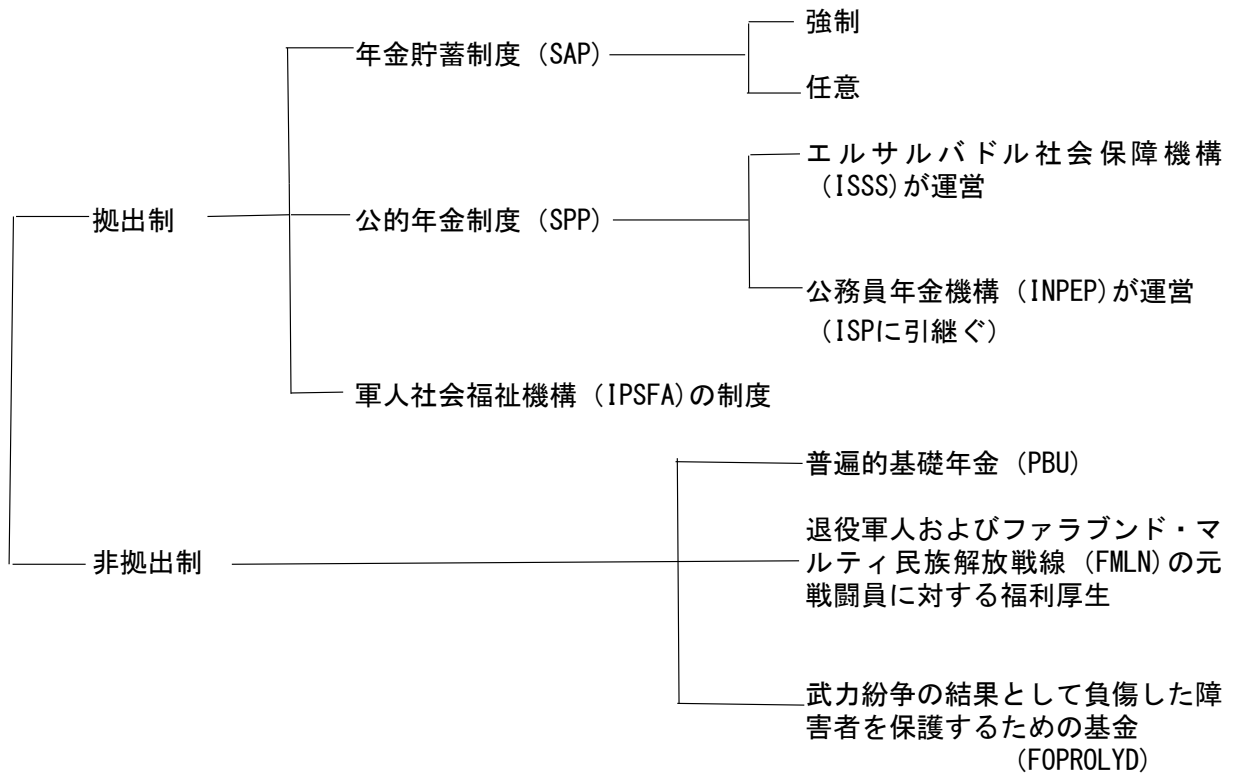 強制
年金貯蓄制度 (SAP)
任意
エルサルバドル社会保障機構
(ISSS)が運営
拠出制
公的年金制度 (SPP)
公務員年金機構 (INPEP)が運営
(ISPに引継ぐ)
軍人社会福祉機構 (IPSFA)の制度
普遍的基礎年金 (PBU)
非拠出制
退役軍人およびファラブンド・マ
ルティ民族解放戦線 (FMLN)の元
戦闘員に対する福利厚生
武力紛争の結果として負傷した障
害者を保護するための基金
(FOPROLYD)